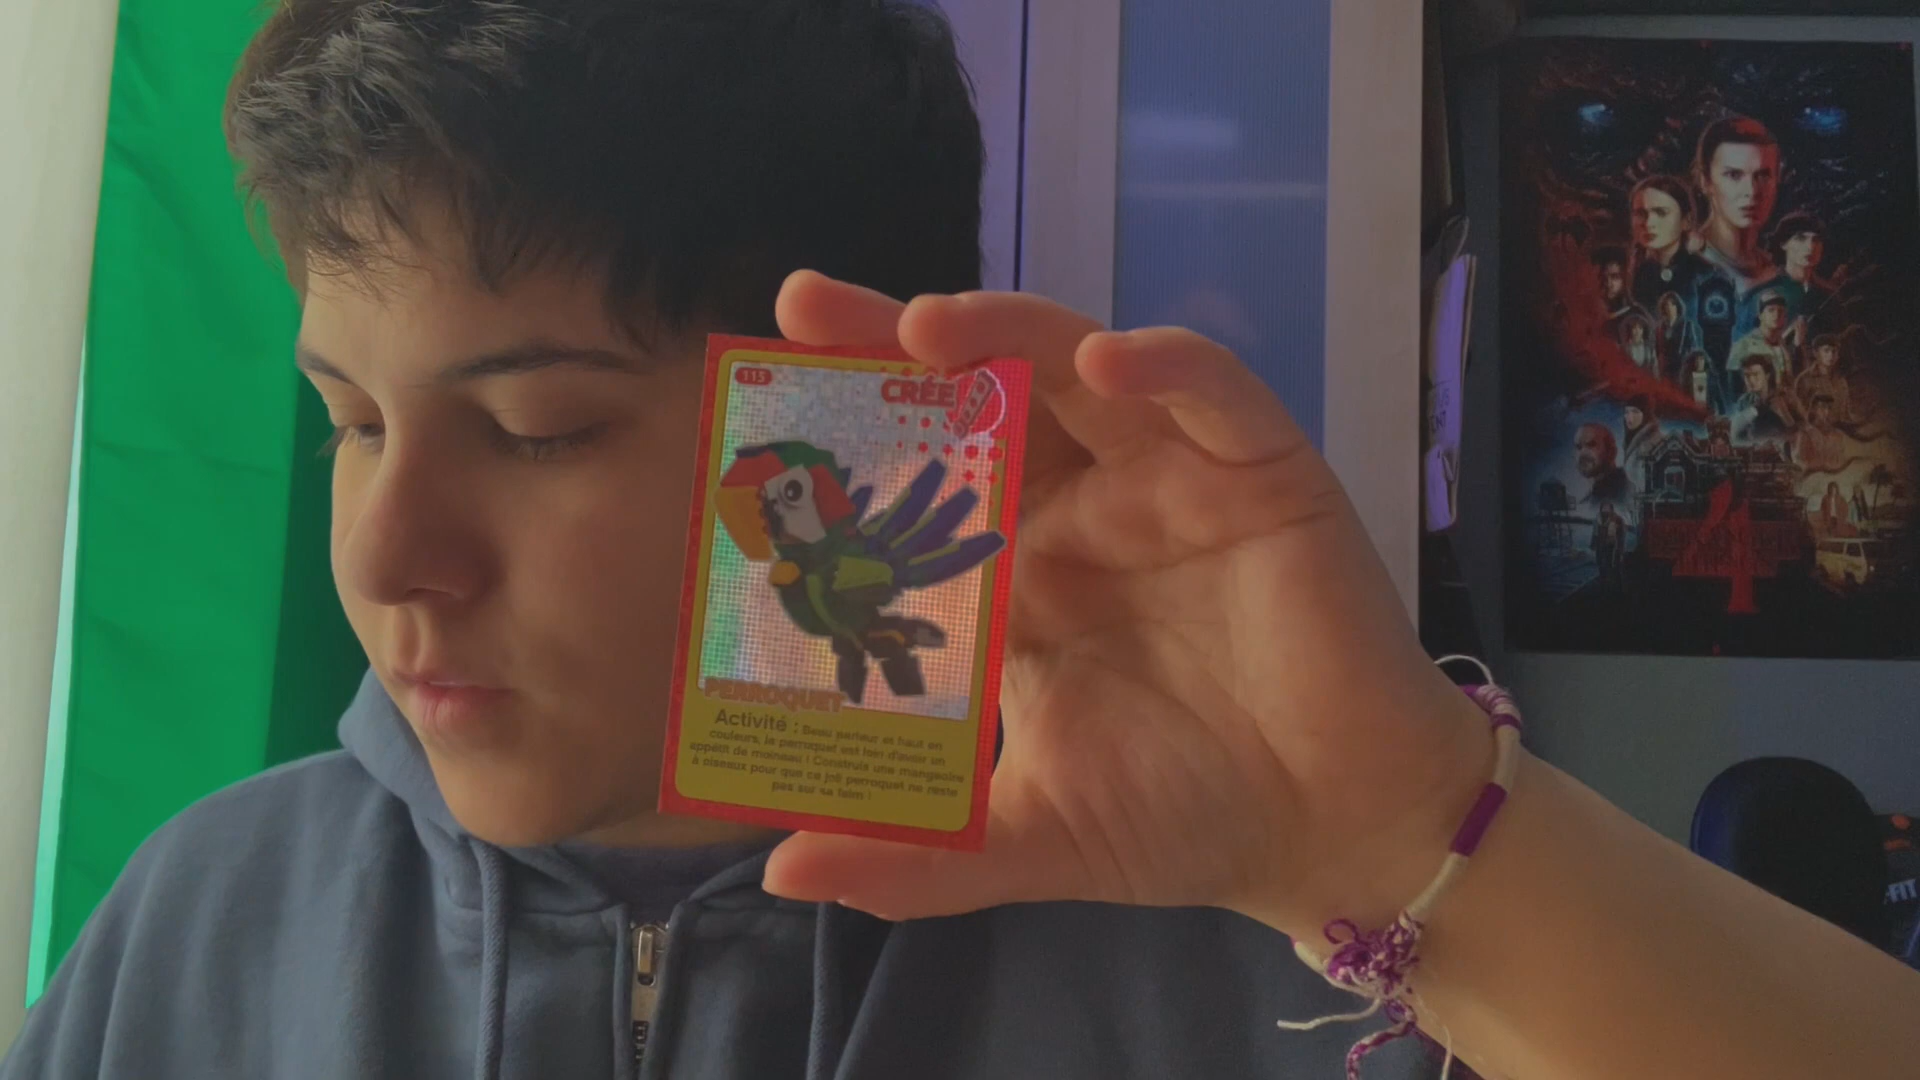 115
CRÉE
PERROQUET
Activité : Beau parleur et haut en
couleurs, le perroquet est loin d'avoir un
appétit de moineau ! Construis une mangeoire
à oiseaux pour que ce joli perroquet ne reste
pas sur sa faim !